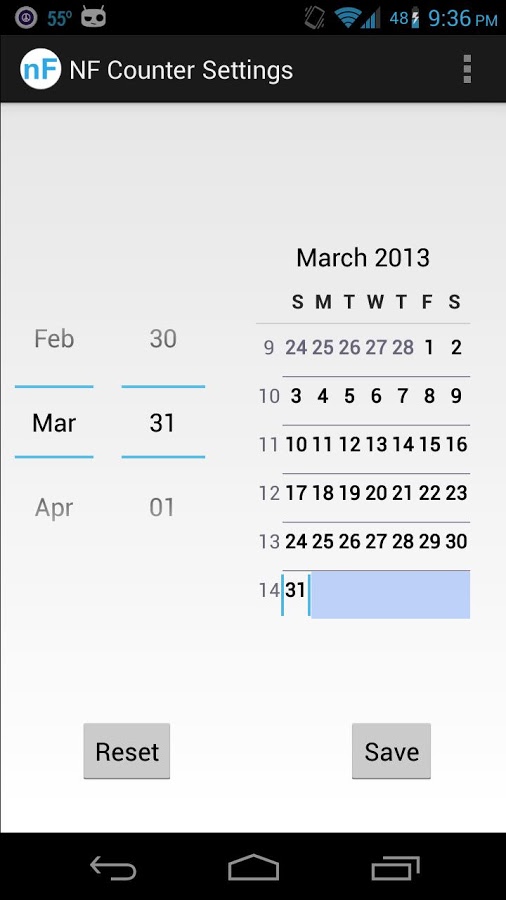 55° 48 9:36 PM
nF NF Counter Settings
March 2013
S M T W T F S
Feb 30
9 24 25 26 27 28 1 2
10 3 4 5 6 7 8 9
Mar 31
11 10 11 12 13 14 15 16
12 17 18 19 20 21 22 23
Apr 01
13 24 25 26 27 28 29 30
14 31
Reset Save